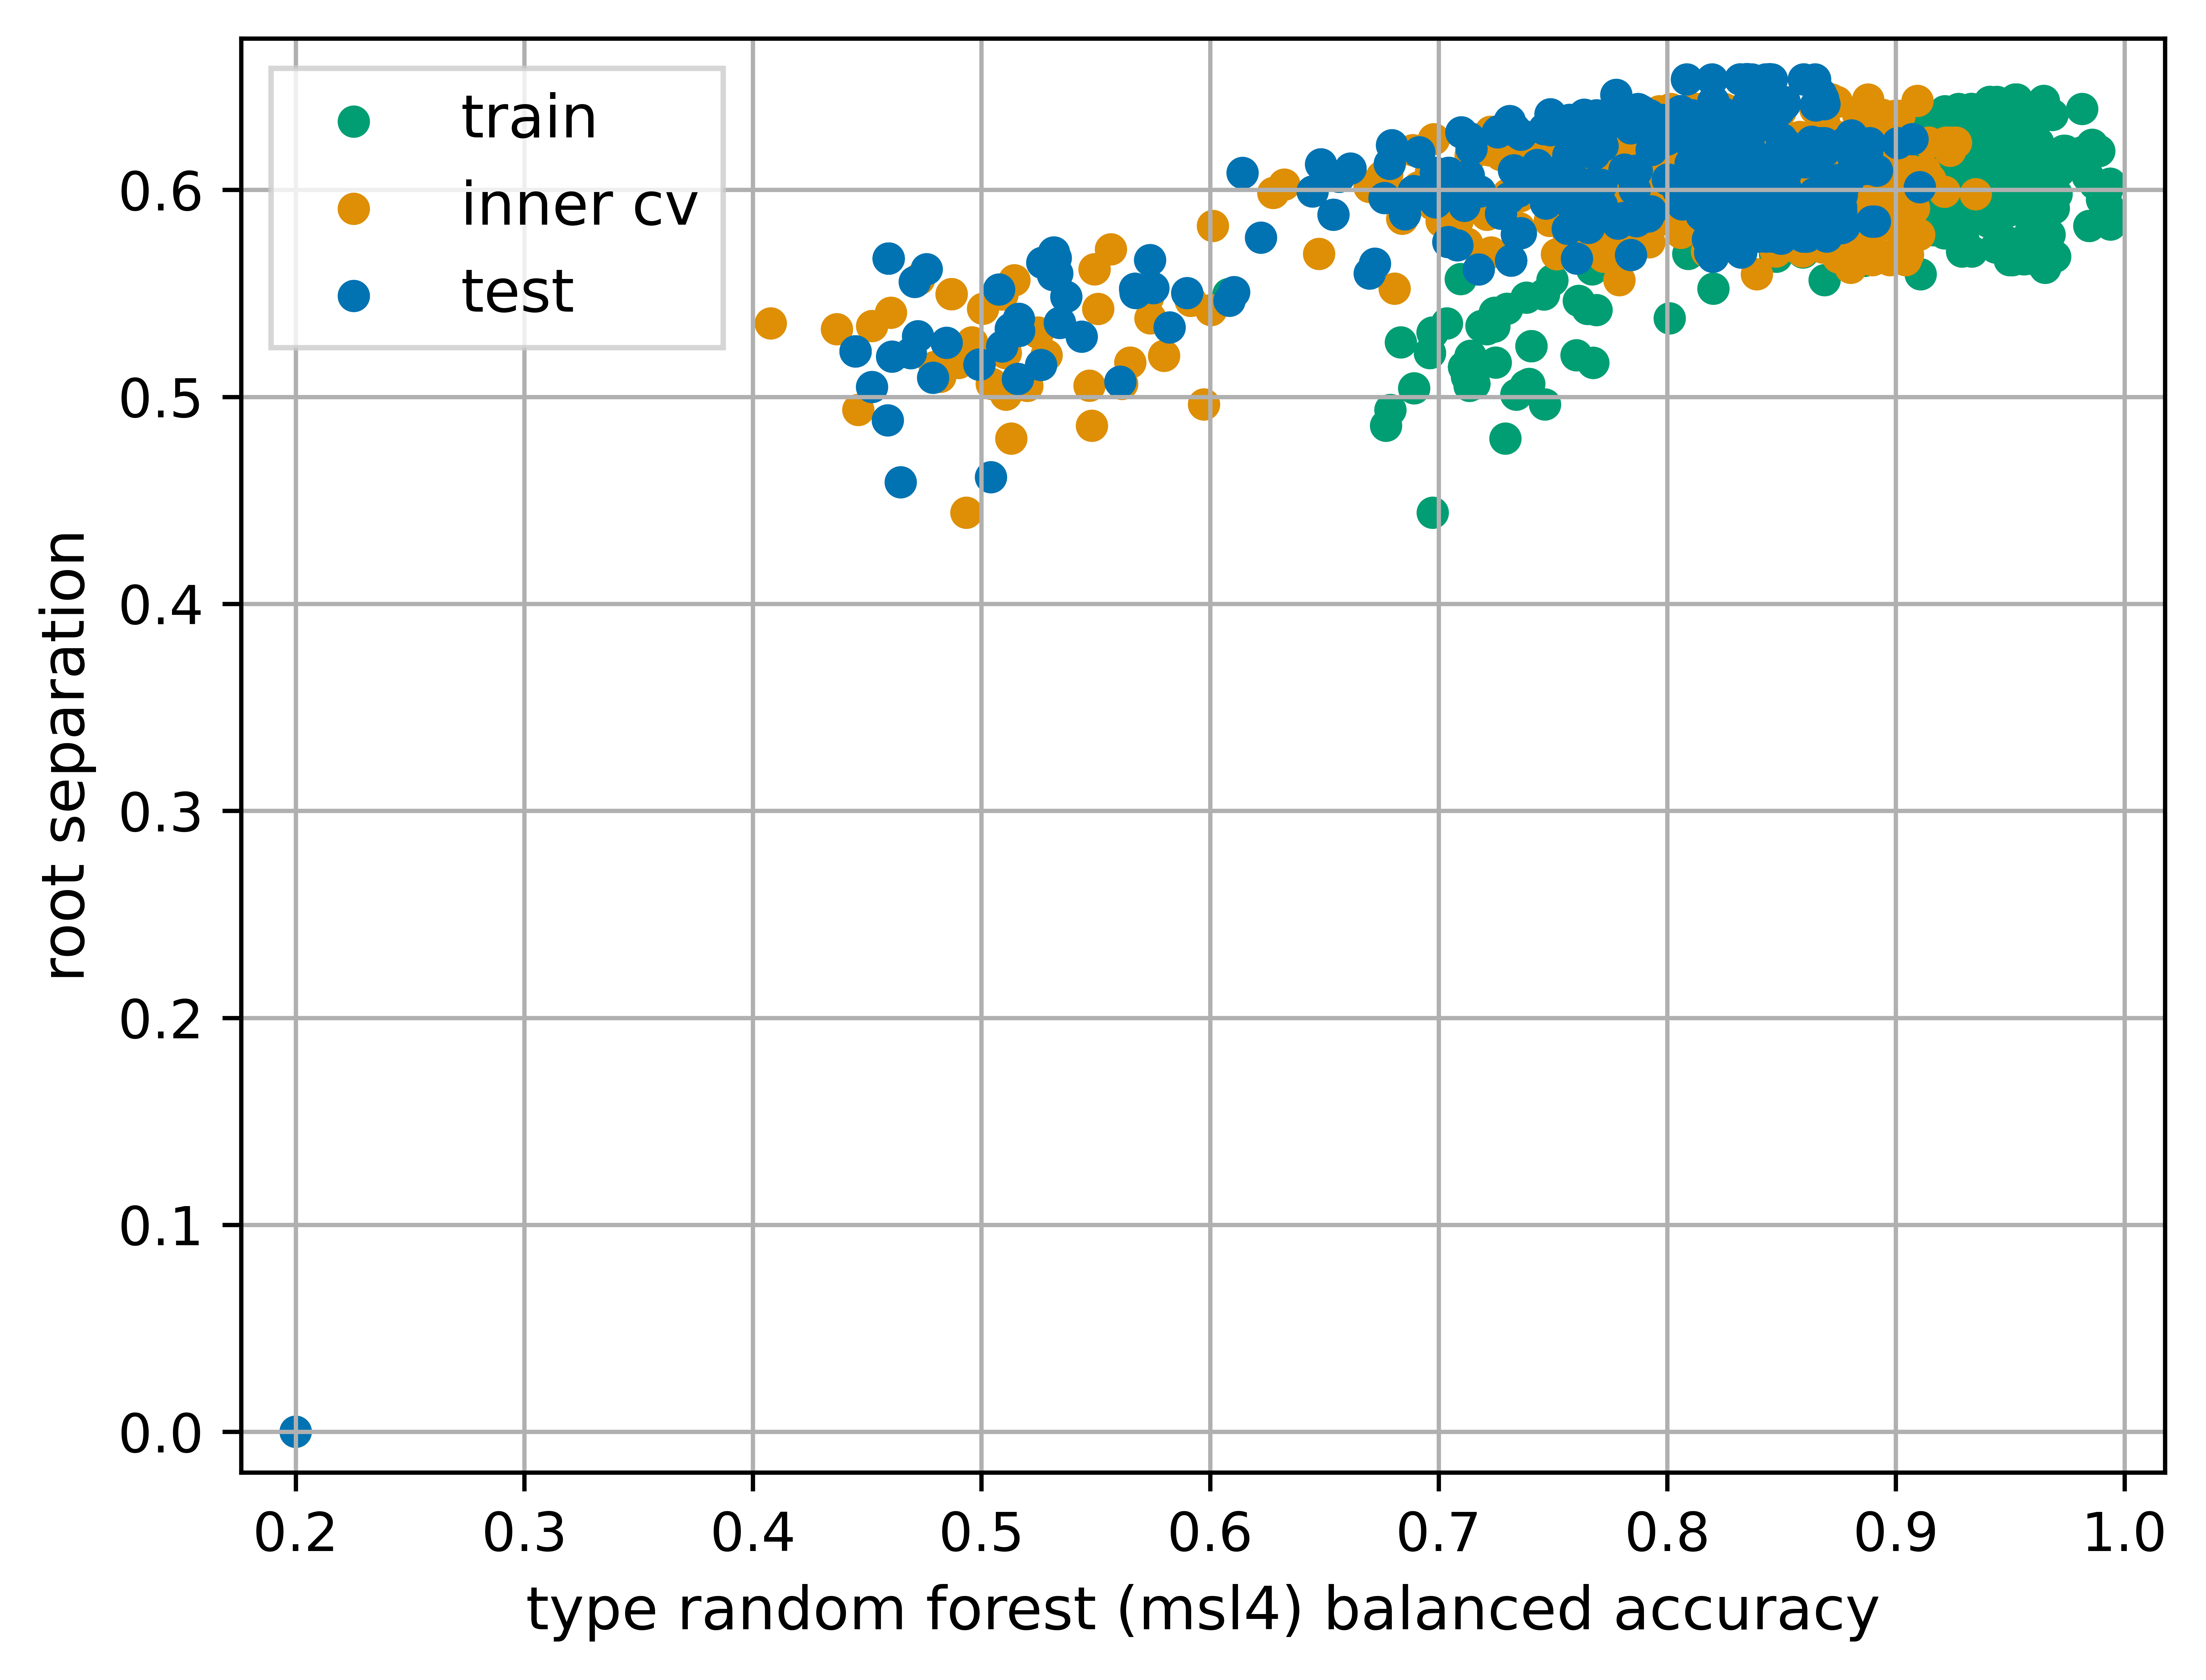 train
inner cv
test
root separation
0.6
0.5
0.4
0.3
0.2
0.1
0.0
0.2 0.3 0.4 0.5 0.6 0.7 0.8 0.9 1.0
type random forest (msl4) balanced accuracy